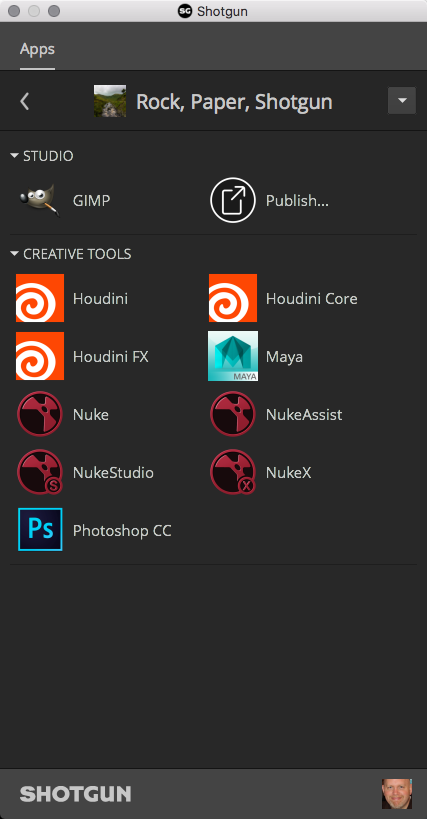 SG Shotgun
Apps
Rock, Paper, Shotgun
STUDIO
GIMP
Publish...
CREATIVE TOOLS
Houdini
Houdini Core
Houdini FX
MAYA
Maya
Nuke
NukeAssist
S
NukeStudio
X
NukeX
Ps
Photoshop CC
SHOTGUN